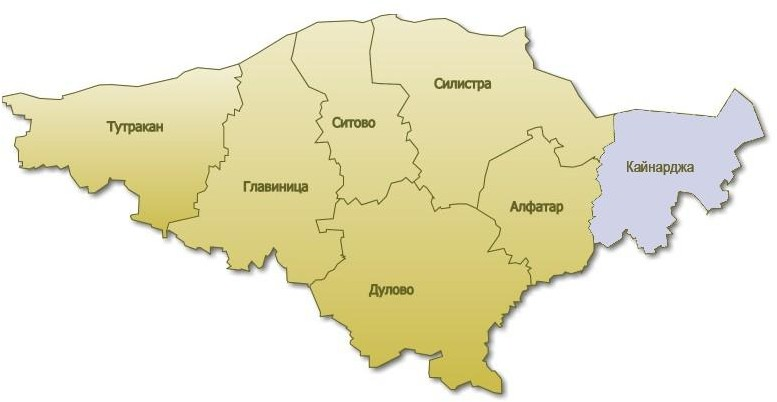 Силистра
Тутракан
Ситово
Кайнарджа
Главиница
Алфатар
Дулово